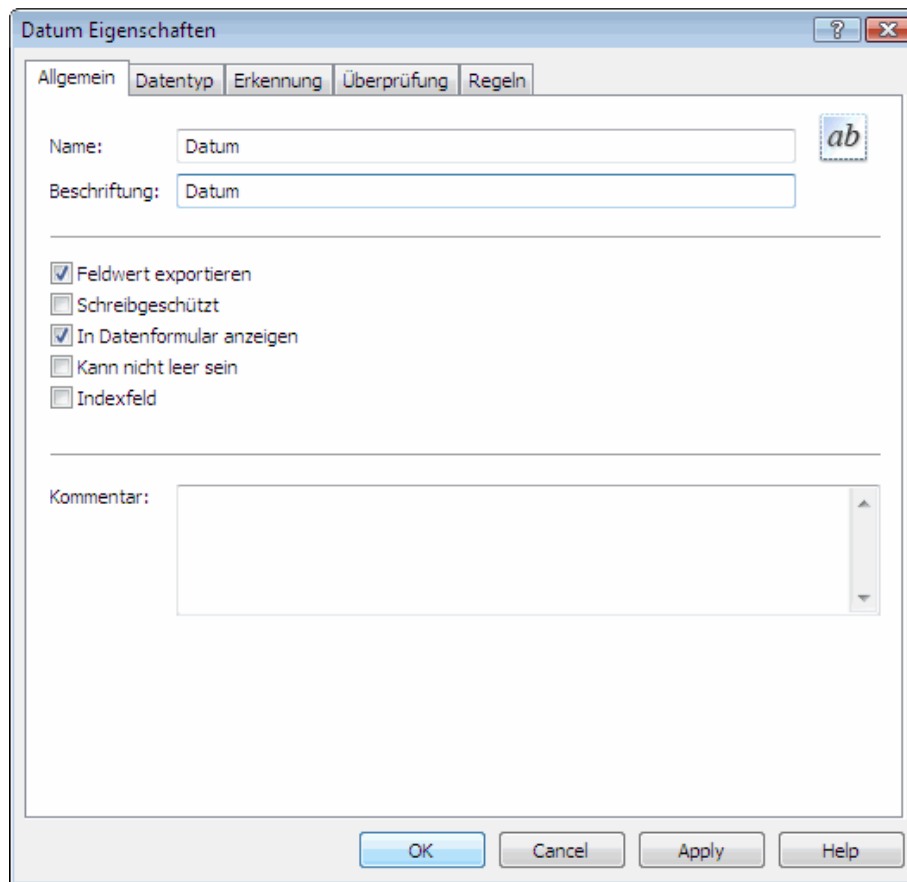 Datum Eigenschaften
Allgemein Datentyp Erkennung Überprüfung Regeln
Name: Datum
ab
Beschriftung: Datum
Feldwert exportieren
Schreibgeschützt
In Datenformular anzeigen
Kann nicht leer sein
Indexfeld
Kommentar:
OK Cancel Apply Help